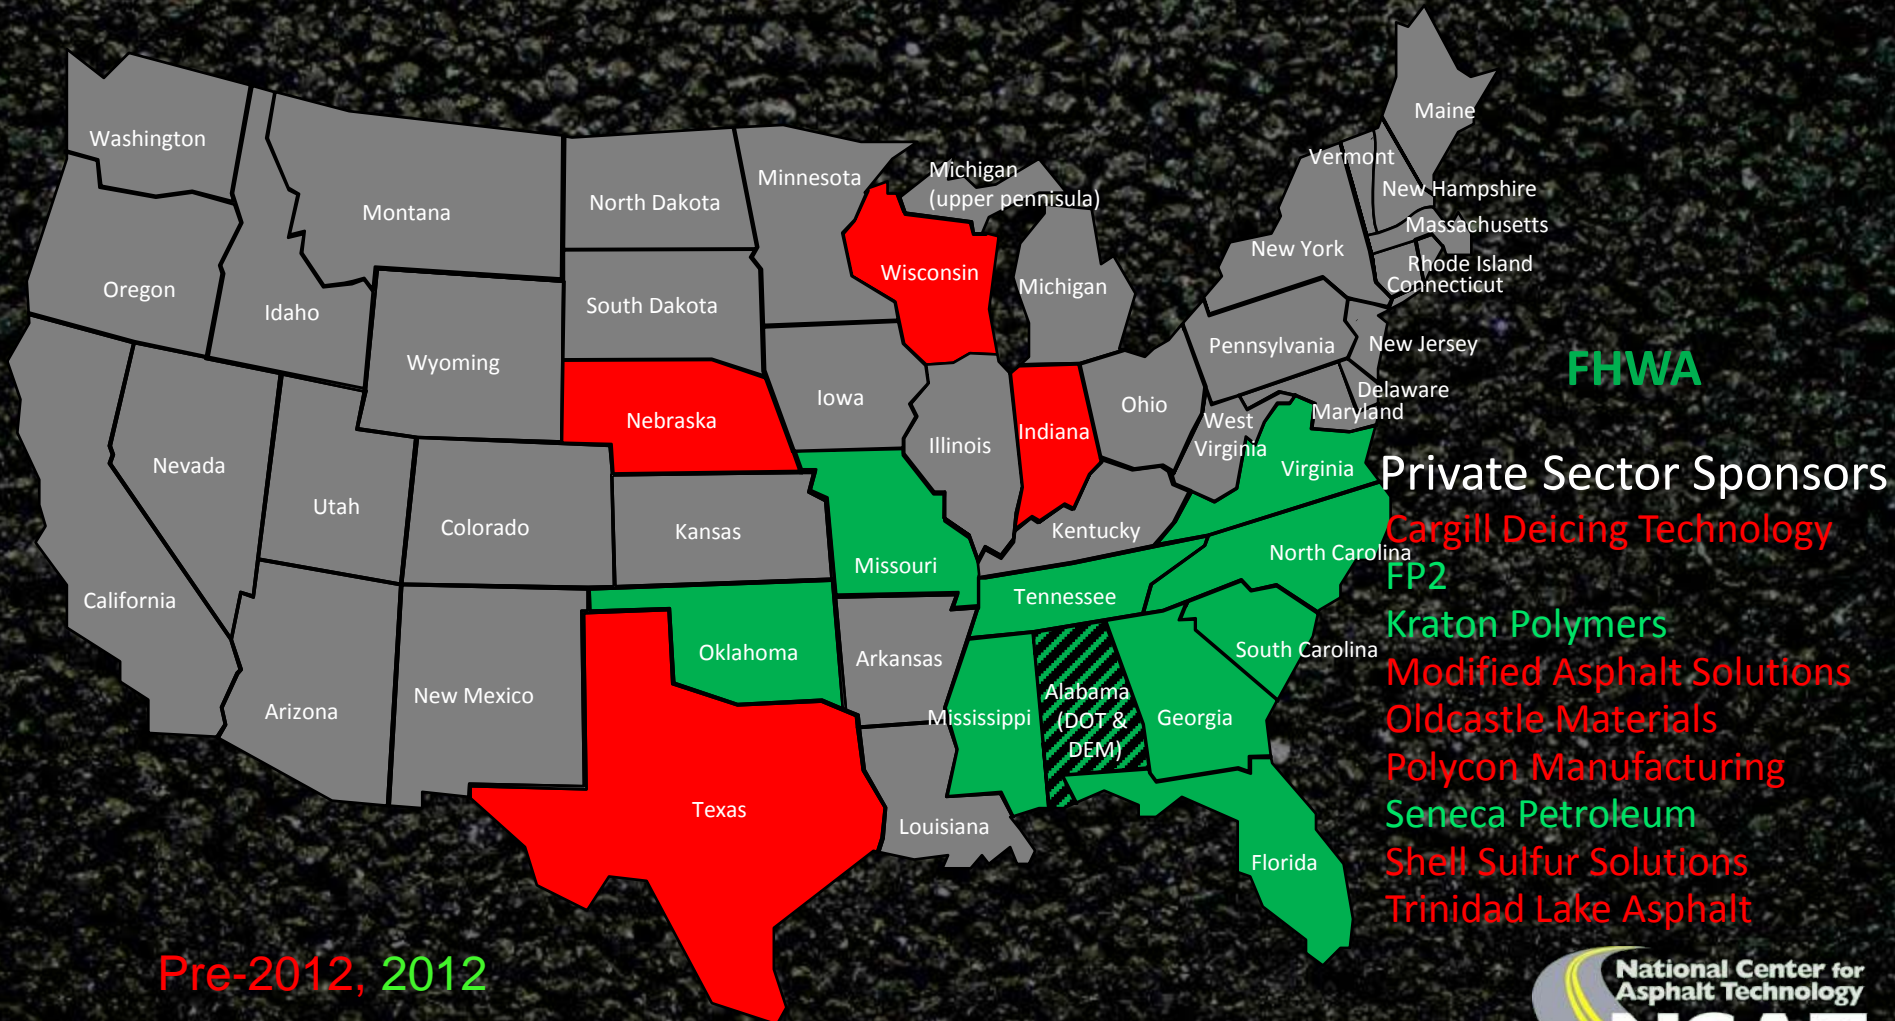 Maine
Washington
Vermont
Michigan
(upper pennisula)
Minnesota
New Hampshire
North Dakota
Montana
Massachusetts
New York
Rhode Island
Wisconsin
Connecticut
Michigan
Oregon
South Dakota
Idaho
New Jersey
Pennsylvania
Wyoming
FHWA
Delaware
Iowa
Ohio
Maryland
Nebraska
West
Virginia
Indiana
Illinois
Nevada
Virginia
Private Sector Sponsors
Utah
Colorado
Kansas
Kentucky
Cargill Deicing Technology
North Carolina
Missouri
FP2
California
Tennessee
Kraton Polymers
Oklahoma
Arkansas
South Carolina
Modified Asphalt Solutions
New Mexico
Alabama
(DOT &
DEM)
Arizona
Mississippi
Georgia
Oldcastle Materials
Polycon Manufacturing
Texas
Louisiana
Seneca Petroleum
Florida
Shell Sulfur Solutions
Trinidad Lake Asphalt
Pre-2012, 2012
National Center for
Asphalt Technology
NCAT